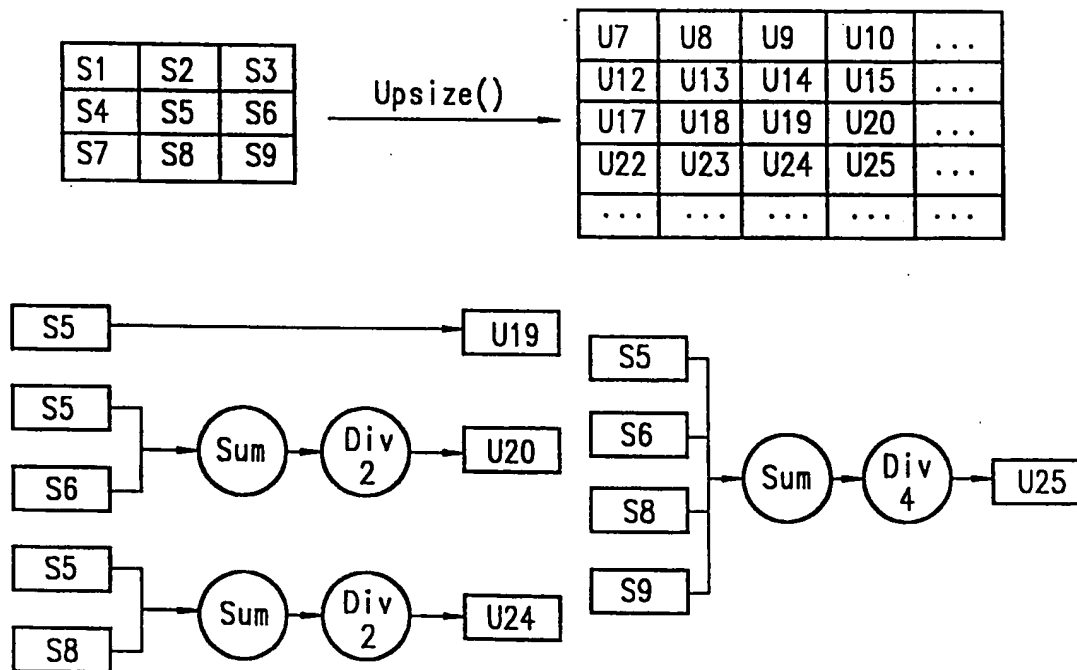 S1 S2 S3
S4 S5 S6
S7 S8 S9
Upsize()
U7 U8 U9 U10 ...
U12 U13 U14 U15 ...
U17 U18 U19 U20 ...
U22 U23 U24 U25 ...
... ... ... ... ...
S5 U19
S5
S6
Sum
Div
2
U20
S5
S8
Sum
Div
2
U24
S5
S6
S8
S9
Sum
Div
4
U25